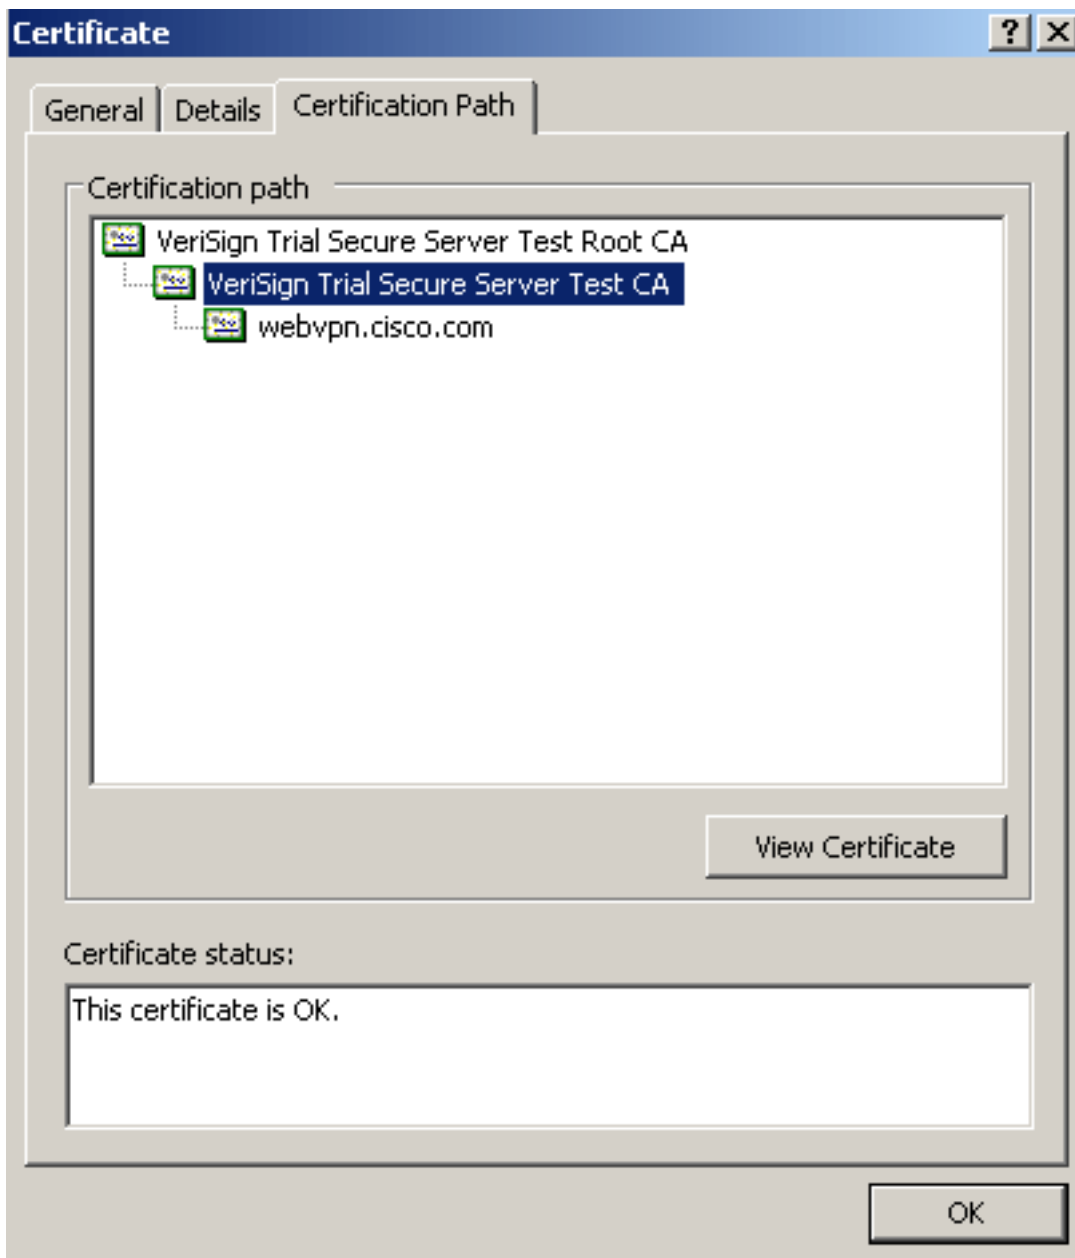 Certificate
General Details Certification Path
Certification path
VeriSign Trial Secure Server Test Root CA
VeriSign Trial Secure Server Test CA
webvpn.cisco.com
View Certificate
Certificate status:
This certificate is OK.
OK